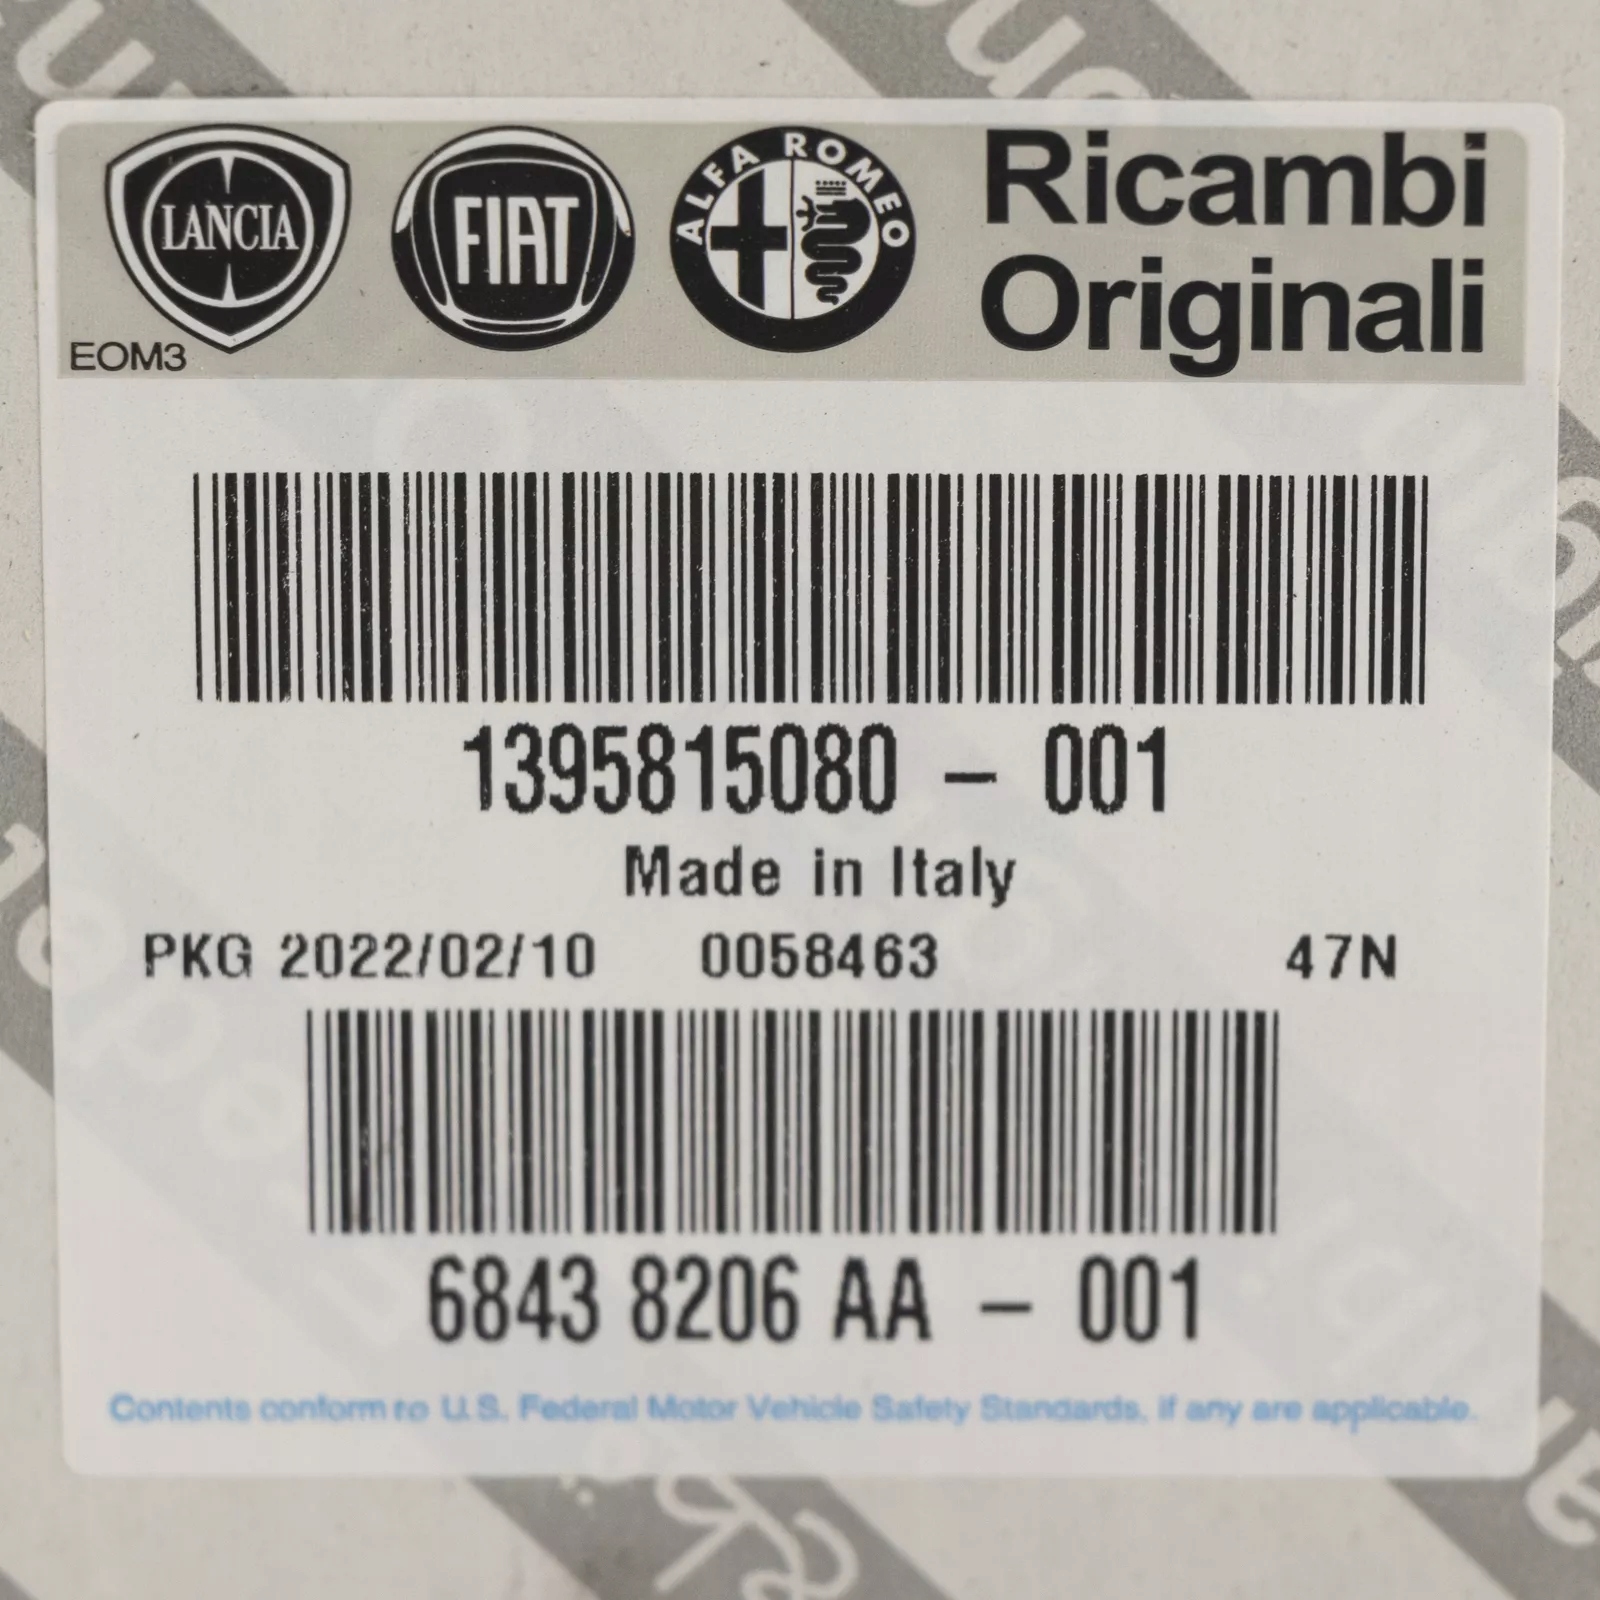 LANCIA
FIAT
ALFA ROMEO
Ricambi
Originali
EOM3
1395815080 - 001
Made in Italy
PKG 2022/02/10 0058463 47N
6843 8206 AA - 001
Contents conform to U.S. Federal Motor Vehicle Safety Standards, if any are applicable.